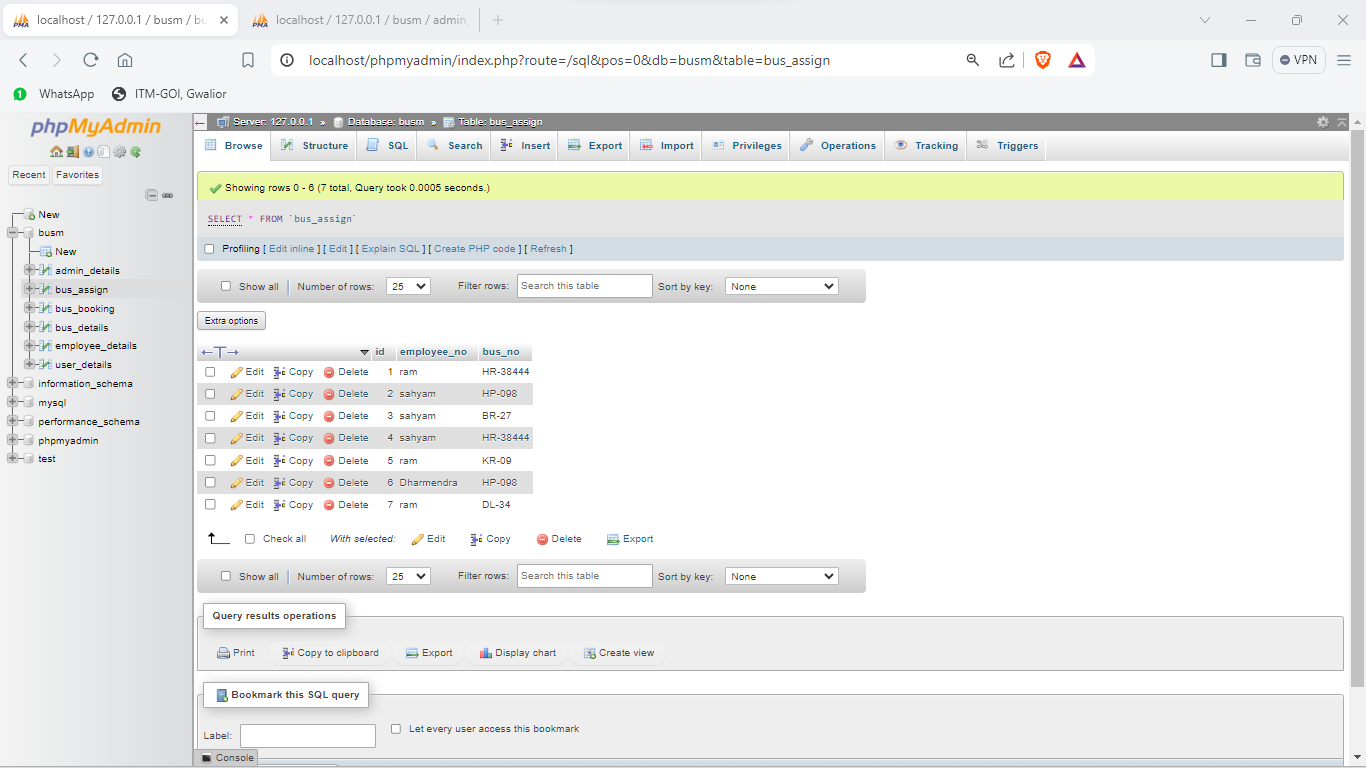 localhost / 127.0.0.1 / busm / bu
localhost / 127.0.0.1 / busm / admin_
localhost/phpmyadmin/index.php?route=/sql&pos=0&db=busm&table=bus_assign
VPN
WhatsApp
ITM-GOI, Gwalior
phpMyAdmin
Recent Favorites
New
busm
New
admin_details
bus_assign
bus_booking
bus_details
employee_details
user_details
information_schema
mysql
performance_schema
phpmyadmin
test
Server: 127.0.0.1 » Database: busm » Table: bus_assign
Browse Structure SQL Search Insert Export Import Privileges Operations Tracking Triggers
Showing rows 0 - 6 (7 total, Query took 0.0005 seconds.)
SELECT * FROM `bus_assign`
Profiling [ Edit inline ] [ Edit ] [ Explain SQL ] [ Create PHP code ] [ Refresh ]
Show all Number of rows: 25 Filter rows: Search this table Sort by key: None
Extra options
←T→ id employee_no bus_no
Edit Copy Delete 1 ram HR-38444
Edit Copy Delete 2 sahyam HP-098
Edit Copy Delete 3 sahyam BR-27
Edit Copy Delete 4 sahyam HR-38444
Edit Copy Delete 5 ram KR-09
Edit Copy Delete 6 Dharmendra HP-098
Edit Copy Delete 7 ram DL-34
Check all With selected: Edit Copy Delete Export
Show all Number of rows: 25 Filter rows: Search this table Sort by key: None
Query results operations
Print Copy to clipboard Export Display chart Create view
Bookmark this SQL query
Label: Let every user access this bookmark
Console